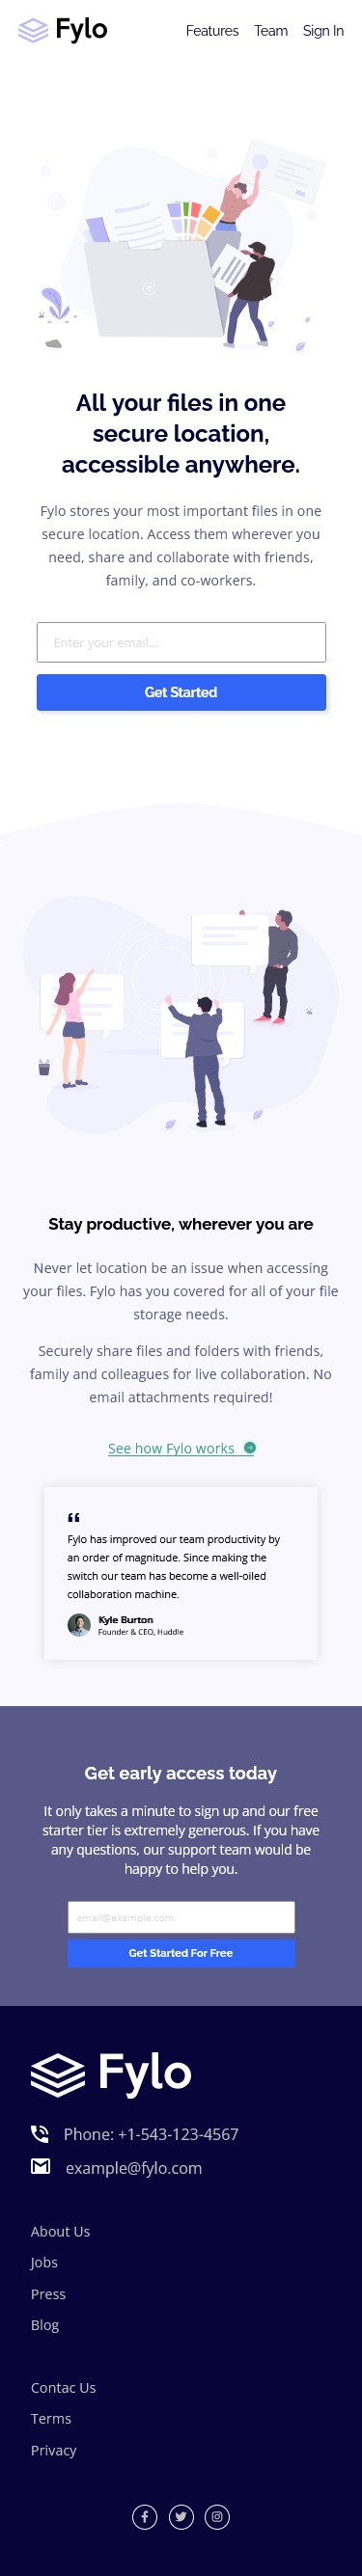 Fylo
Features Team Sign In
All your files in one
secure location,
accessible anywhere.
Fylo stores your most important files in one
secure location. Access them wherever you
need, share and collaborate with friends,
family, and co-workers.
Enter your email...
Get Started
Stay productive, wherever you are
Never let location be an issue when accessing
your files. Fylo has you covered for all of your file
storage needs.
Securely share files and folders with friends,
family and colleagues for live collaboration. No
email attachments required!
See how Fylo works
“
Fylo has improved our team productivity by
an order of magnitude. Since making the
switch our team has become a well-oiled
collaboration machine.
Kyle Burton
Founder & CEO, Huddle
Get early access today
It only takes a minute to sign up and our free
starter tier is extremely generous. If you have
any questions, our support team would be
happy to help you.
email@example.com
Get Started For Free
Fylo
Phone: +1-543-123-4567
example@fylo.com
About Us
Jobs
Press
Blog
Contac Us
Terms
Privacy